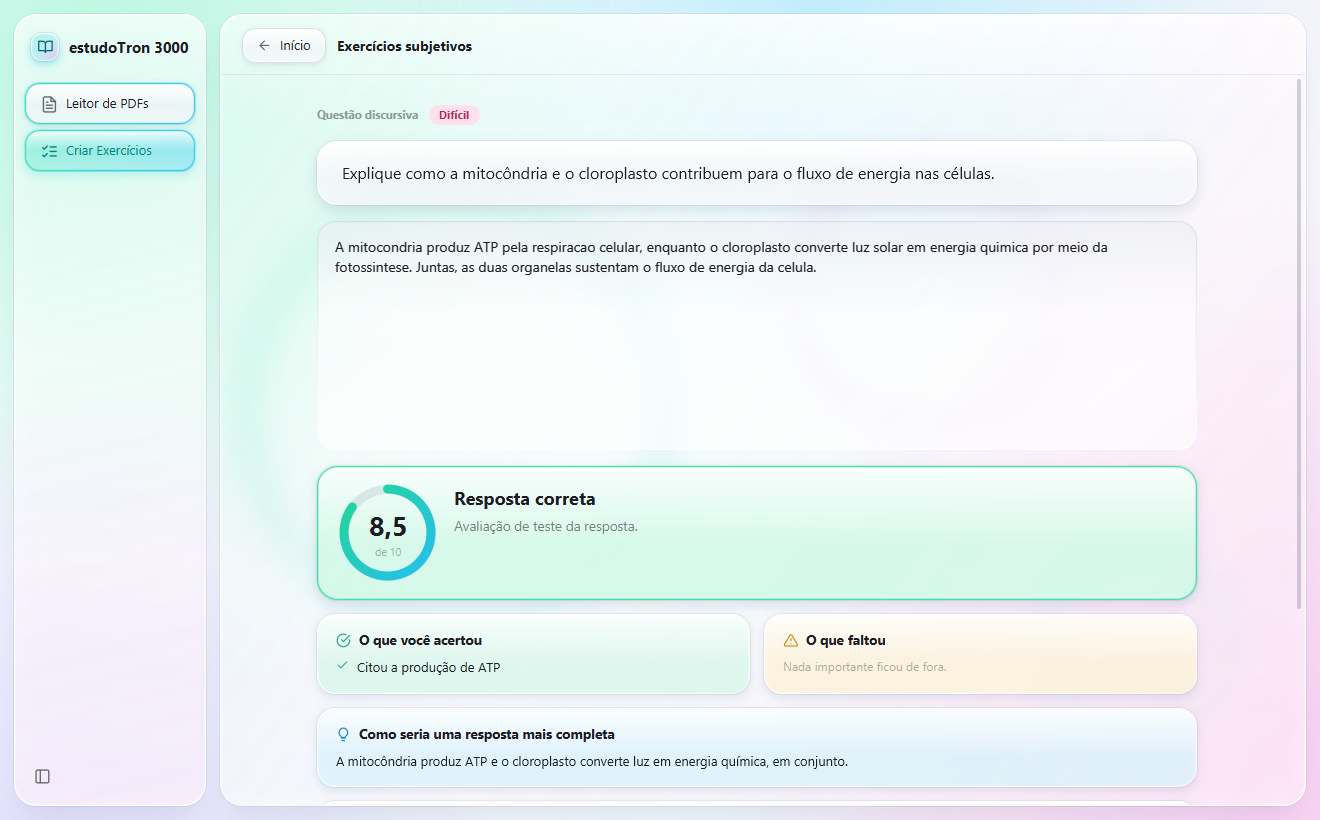 estudoTron 3000
Leitor de PDFs
Criar Exercícios
Início
Exercícios subjetivos
Questão discursiva
Difícil
Explique como a mitocôndria e o cloroplasto contribuem para o fluxo de energia nas células.
A mitocondria produz ATP pela respiracao celular, enquanto o cloroplasto converte luz solar em energia quimica por meio da
fotossintese. Juntas, as duas organelas sustentam o fluxo de energia da celula.
8,5
de 10
Resposta correta
Avaliação de teste da resposta.
O que você acertou
Citou a produção de ATP
O que faltou
Nada importante ficou de fora.
Como seria uma resposta mais completa
A mitocôndria produz ATP e o cloroplasto converte luz em energia química, em conjunto.